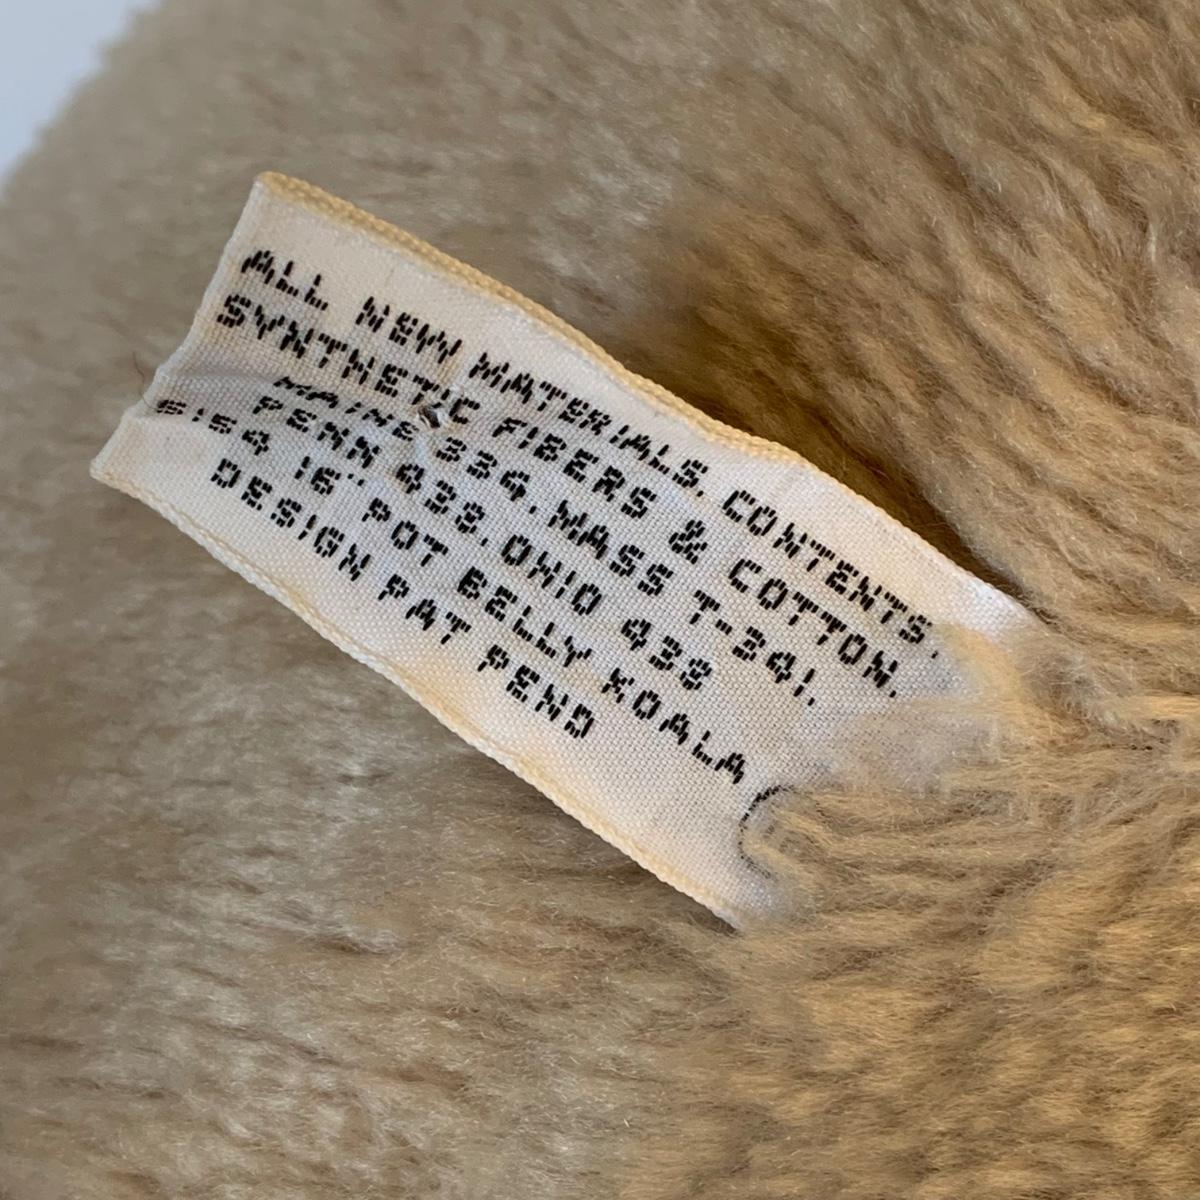 ALL NEW MATERIALS. CONTENTS.
SYNTHETIC FIBERS & COTTON.
MAINE 334. MASS T-341.
PENN 433. OHIO 433
5154 16" POT BELLY KOALA
DESIGN PAT PEND